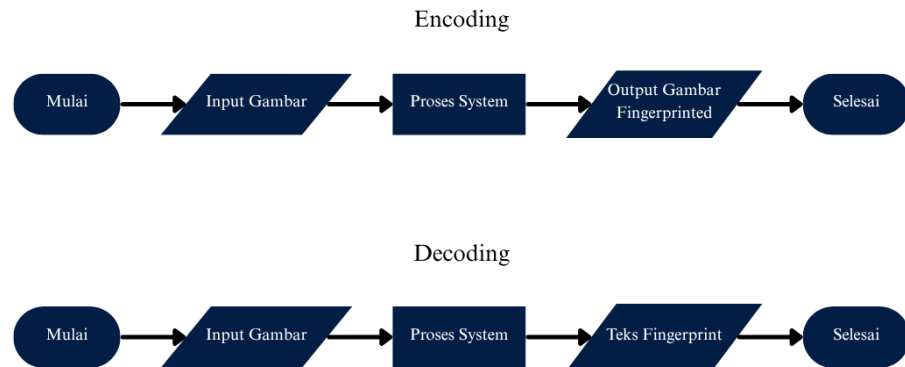 Encoding
Mulai
Input Gambar
Proses System
Output Gambar
Fingerprinted
Selesai
Decoding
Mulai
Input Gambar
Proses System
Teks Fingerprint
Selesai